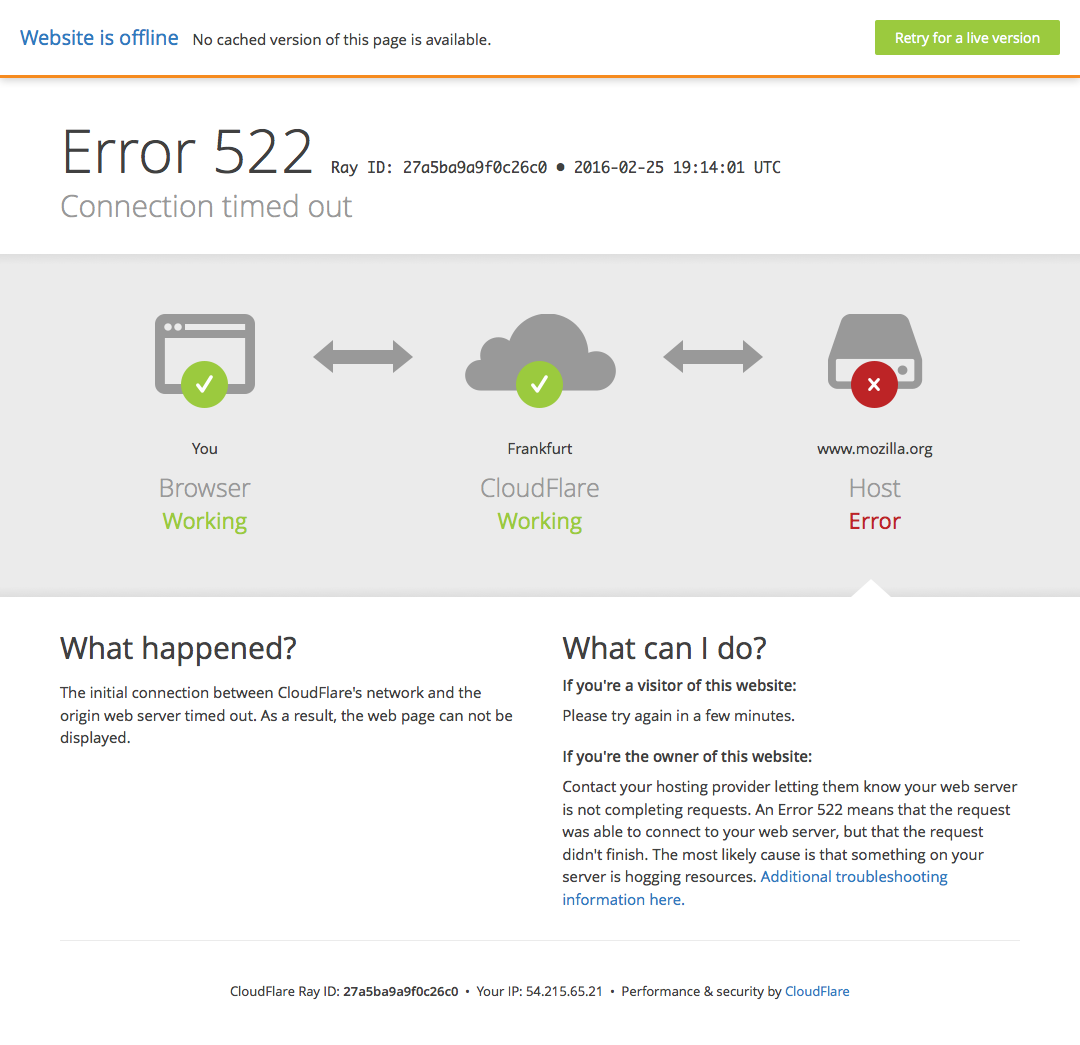 Website is offline No cached version of this page is available. Retry for a live version
Error 522 Ray ID: 27a5ba9a9f0c26c0 • 2016-02-25 19:14:01 UTC
Connection timed out
You Frankfurt www.mozilla.org
Browser CloudFlare Host
Working Working Error
What happened?
The initial connection between CloudFlare's network and the
origin web server timed out. As a result, the web page can not be
displayed.
What can I do?
If you're a visitor of this website:
Please try again in a few minutes.
If you're the owner of this website:
Contact your hosting provider letting them know your web server
is not completing requests. An Error 522 means that the request
was able to connect to your web server, but that the request
didn't finish. The most likely cause is that something on your
server is hogging resources. Additional troubleshooting
information here.
CloudFlare Ray ID: 27a5ba9a9f0c26c0 • Your IP: 54.215.65.21 • Performance & security by CloudFlare